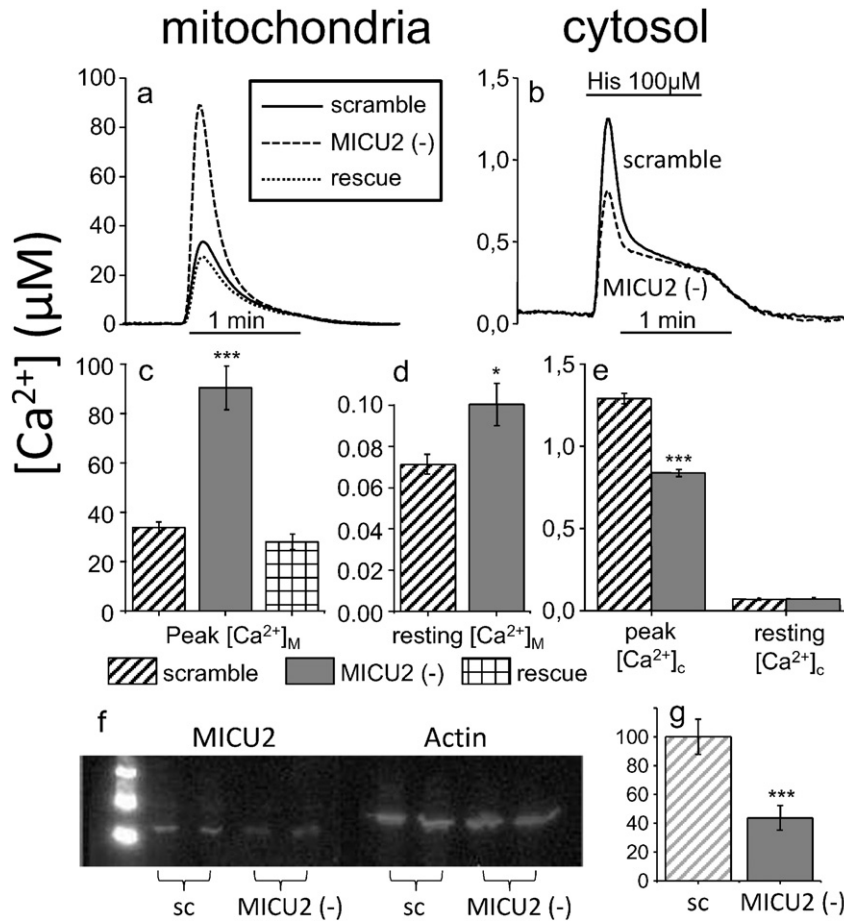 mitochondria cytosol
[Ca²⁺] (µM)
a
100
80
60
40
20
0
scramble
MICU2 (-)
rescue
1 min
b
1,5
1,0
0,5
0,0
His 100µM
scramble
MICU2 (-)
1 min
c
100
80
60
40
20
0
***
Peak [Ca²⁺]M
d
0.10
0.08
0.06
0.04
0.02
0.00
*
resting [Ca²⁺]M
e
1,5
1,0
0,5
0,0
***
peak
[Ca²⁺]c
resting
[Ca²⁺]c
scramble MICU2 (-) rescue
f
MICU2 Actin
sc MICU2 (-) sc MICU2 (-)
g
100
80
60
40
20
0
***
sc MICU2 (-)